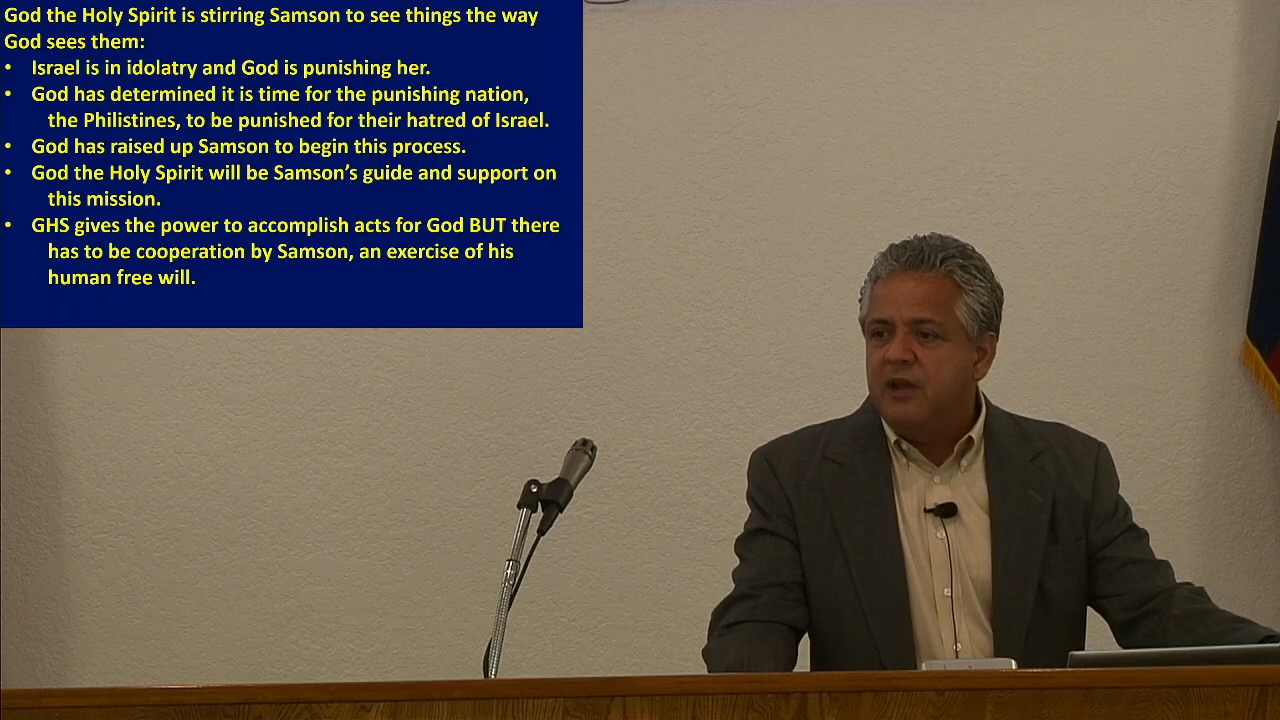 God the Holy Spirit is stirring Samson to see things the way
God sees them:
• Israel is in idolatry and God is punishing her.
• God has determined it is time for the punishing nation,
the Philistines, to be punished for their hatred of Israel.
• God has raised up Samson to begin this process.
• God the Holy Spirit will be Samson’s guide and support on
this mission.
• GHS gives the power to accomplish acts for God BUT there
has to be cooperation by Samson, an exercise of his
human free will.